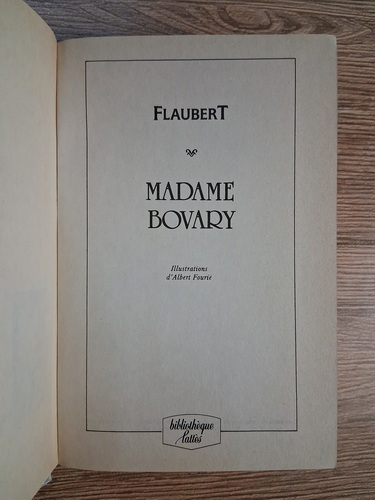 FLAUBERT
MADAME
BOVARY
Illustrations
d'Albert Fourié
bibliothèque
Lattès